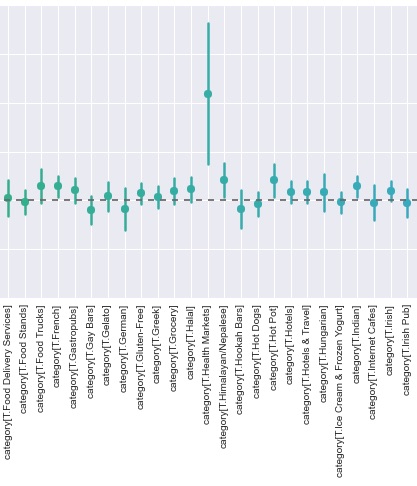 category[T.Food Delivery Services]
category[T.Food Stands]
category[T.Food Trucks]
category[T.French]
category[T.Gastropubs]
category[T.Gay Bars]
category[T.Gelato]
category[T.German]
category[T.Gluten-Free]
category[T.Greek]
category[T.Grocery]
category[T.Halal]
category[T.Health Markets]
category[T.Himalayan/Nepalese]
category[T.Hookah Bars]
category[T.Hot Dogs]
category[T.Hot Pot]
category[T.Hotels]
category[T.Hotels & Travel]
category[T.Hungarian]
category[T.Ice Cream & Frozen Yogurt]
category[T.Indian]
category[T.Internet Cafes]
category[T.Irish]
category[T.Irish Pub]